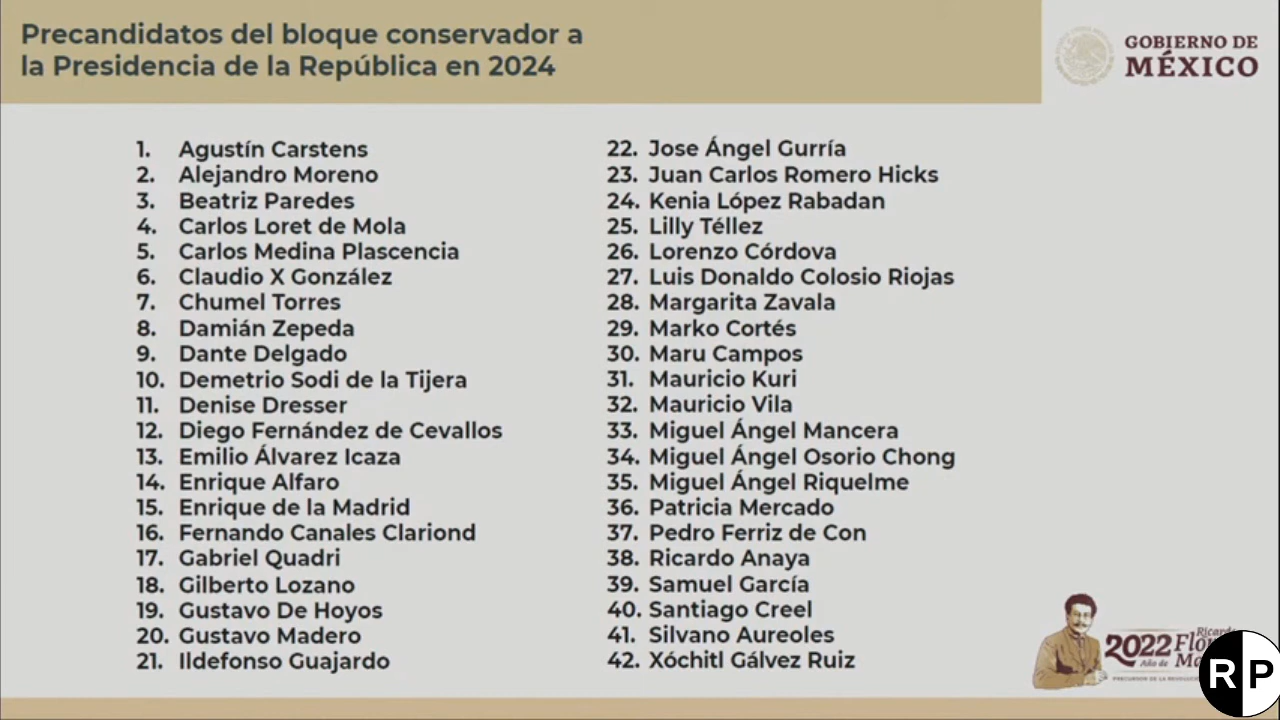 Precandidatos del bloque conservador a
la Presidencia de la República en 2024
GOBIERNO DE
MÉXICO
1. Agustín Carstens
2. Alejandro Moreno
3. Beatriz Paredes
4. Carlos Loret de Mola
5. Carlos Medina Plascencia
6. Claudio X González
7. Chumel Torres
8. Damián Zepeda
9. Dante Delgado
10. Demetrio Sodi de la Tijera
11. Denise Dresser
12. Diego Fernández de Cevallos
13. Emilio Álvarez Icaza
14. Enrique Alfaro
15. Enrique de la Madrid
16. Fernando Canales Clariond
17. Gabriel Quadri
18. Gilberto Lozano
19. Gustavo De Hoyos
20. Gustavo Madero
21. Ildefonso Guajardo
22. Jose Ángel Gurría
23. Juan Carlos Romero Hicks
24. Kenia López Rabadan
25. Lilly Téllez
26. Lorenzo Córdova
27. Luis Donaldo Colosio Riojas
28. Margarita Zavala
29. Marko Cortés
30. Maru Campos
31. Mauricio Kuri
32. Mauricio Vila
33. Miguel Ángel Mancera
34. Miguel Ángel Osorio Chong
35. Miguel Ángel Riquelme
36. Patricia Mercado
37. Pedro Ferriz de Con
38. Ricardo Anaya
39. Samuel García
40. Santiago Creel
41. Silvano Aureoles
42. Xóchitl Gálvez Ruiz
2022
Año de
PRECURSOR DE LA
RP